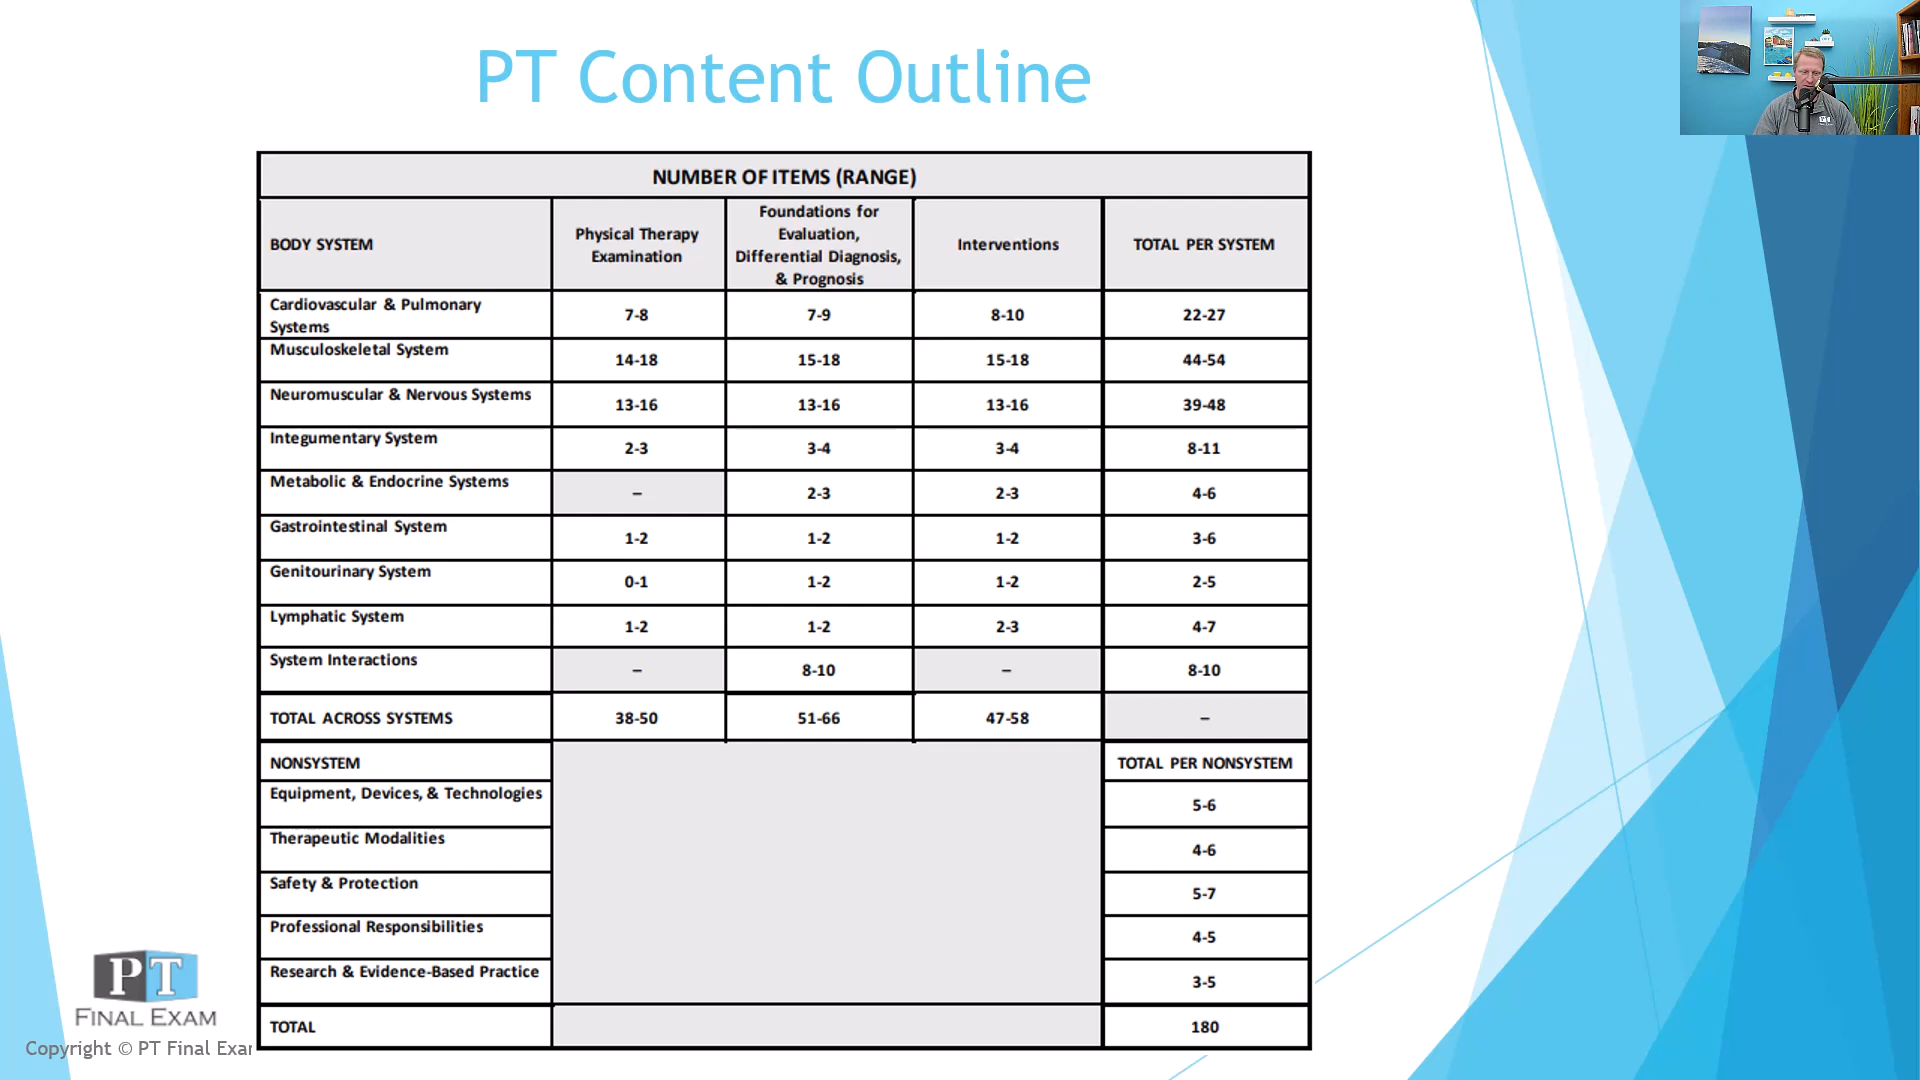 PT Content Outline
NUMBER OF ITEMS (RANGE)
BODY SYSTEM
Physical Therapy
Examination
Foundations for
Evaluation,
Differential Diagnosis,
& Prognosis
Interventions
TOTAL PER SYSTEM
Cardiovascular & Pulmonary
Systems
7-8
7-9
8-10
22-27
Musculoskeletal System
14-18
15-18
15-18
44-54
Neuromuscular & Nervous Systems
13-16
13-16
13-16
39-48
Integumentary System
2-3
3-4
3-4
8-11
Metabolic & Endocrine Systems
–
2-3
2-3
4-6
Gastrointestinal System
1-2
1-2
1-2
3-6
Genitourinary System
0-1
1-2
1-2
2-5
Lymphatic System
1-2
1-2
2-3
4-7
System Interactions
–
8-10
–
8-10
TOTAL ACROSS SYSTEMS
38-50
51-66
47-58
–
NONSYSTEM
TOTAL PER NONSYSTEM
Equipment, Devices, & Technologies
5-6
Therapeutic Modalities
4-6
Safety & Protection
5-7
Professional Responsibilities
4-5
Research & Evidence-Based Practice
3-5
TOTAL
180
PT
FINAL EXAM
Copyright © PT Final Exar